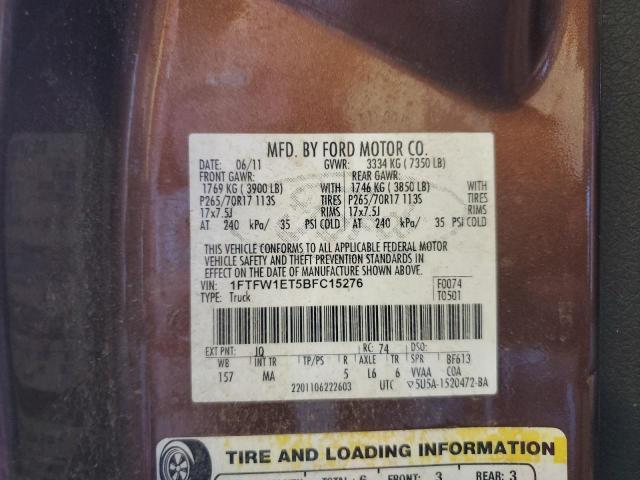 MFD. BY FORD MOTOR CO.
DATE: 06/11 GVWR: 3334 KG ( 7350 LB)
FRONT GAWR: REAR GAWR:
1769 KG ( 3900 LB) WITH 1746 KG ( 3850 LB) WITH
P265/70R17 113S TIRES P265/70R17 113S TIRES
17x7.5J RIMS 17x7.5J RIMS
AT 240 kPa/ 35 PSI COLD AT 240 kPa/ 35 PSI COLD
THIS VEHICLE CONFORMS TO ALL APPLICABLE FEDERAL MOTOR
VEHICLE SAFETY AND THEFT PREVENTION STANDARDS IN
EFFECT ON THE DATE OF MANUFACTURE SHOWN ABOVE.
VIN: 1FTFW1ET5BFC15276 F0074
TYPE: Truck T0501
EXT PNT: JQ RC: 74 DSO:
WB INT TR TP/PS R AXLE TR SPR BF613
157 MA 5 L6 6 VVAA COA
2201106222603 UTC ▽5U5A-1520472-BA
TIRE AND LOADING INFORMATION
TOTAL: 6 FRONT: 3 REAR: 3